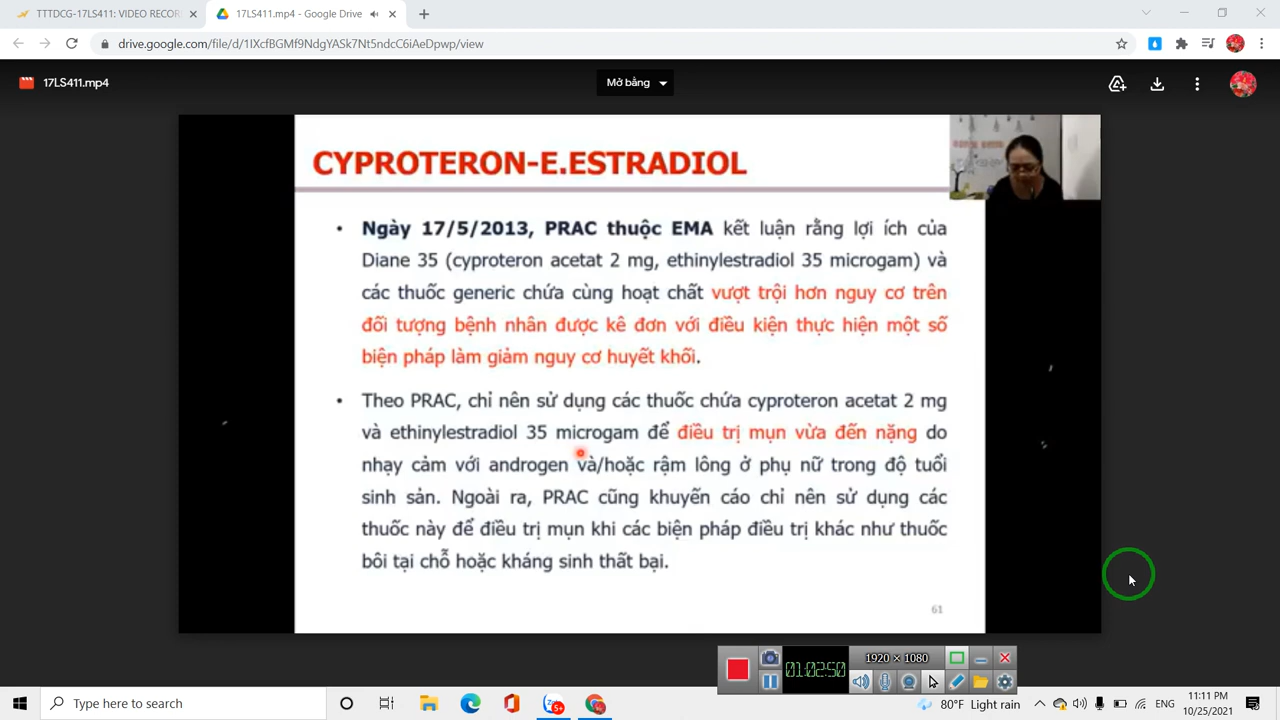 TTTDCG-17LS411: VIDEO RECOR
17LS411.mp4 - Google Drive
drive.google.com/file/d/1IXcfBGMf9NdgYASk7Nt5ndcC6iAeDpwp/view
17LS411.mp4
Mở bằng
CYPROTERON-E.ESTRADIOL
• Ngày 17/5/2013, PRAC thuộc EMA kết luận rằng lợi ích của
Diane 35 (cyproteron acetat 2 mg, ethinylestradiol 35 microgam) và
các thuốc generic chứa cùng hoạt chất vượt trội hơn nguy cơ trên
đối tượng bệnh nhân được kê đơn với điều kiện thực hiện một số
biện pháp làm giảm nguy cơ huyết khối.
• Theo PRAC, chỉ nên sử dụng các thuốc chứa cyproteron acetat 2 mg
và ethinylestradiol 35 microgam để điều trị mụn vừa đến nặng do
nhạy cảm với androgen và/hoặc rậm lông ở phụ nữ trong độ tuổi
sinh sản. Ngoài ra, PRAC cũng khuyến cáo chỉ nên sử dụng các
thuốc này để điều trị mụn khi các biện pháp điều trị khác như thuốc
bôi tại chỗ hoặc kháng sinh thất bại.
61
01:02:50
1920 × 1080
Type here to search
5+
80°F Light rain
ENG
11:11 PM
10/25/2021